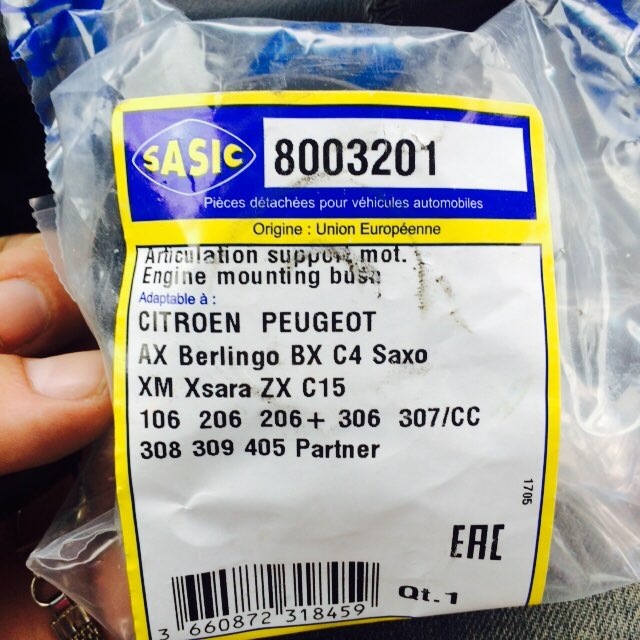 SASIC 8003201
Pièces détachées pour véhicules automobiles
Origine : Union Européenne
Articulation support mot.
Engine mounting bush
Adaptable à :
CITROEN PEUGEOT
AX Berlingo BX C4 Saxo
XM Xsara ZX C15
106 206 206+ 306 307/CC
308 309 405 Partner
1705
EAC
Qt.1
3 660872 318459